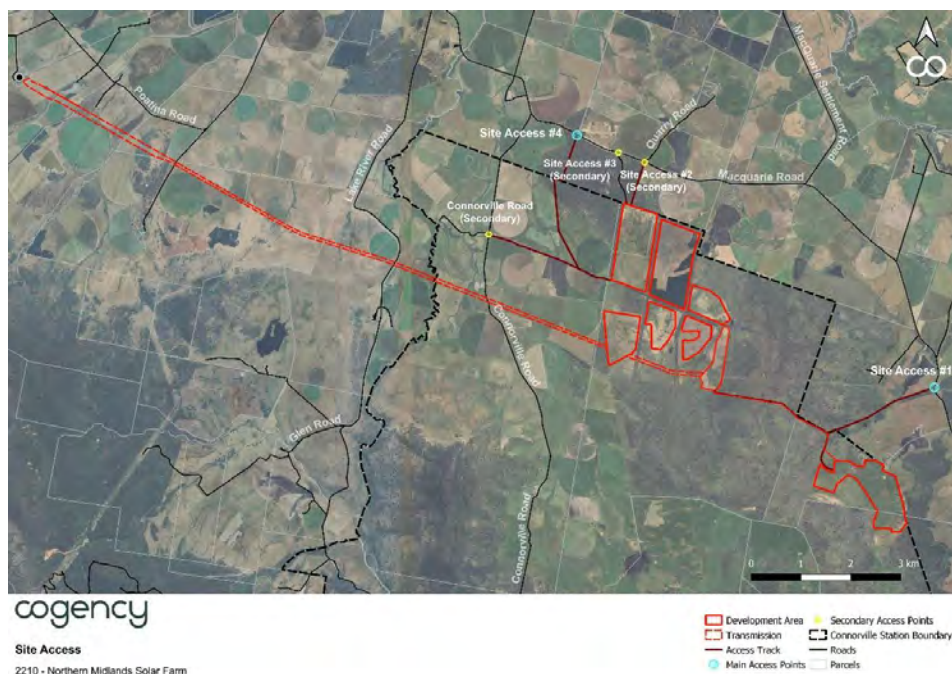 CO
Poatina Road
Lake River Road
Macquarie Settlement Road
Site Access #4
Quarry Road
Site Access #3
(Secondary)
Site Access #2
(Secondary)
Macquarie Road
Connorville Road
(Secondary)
Connorville Road
Site Access #1
Glen Road
Connorville Road
0 1 2 3 km
cogency
Site Access
2210 - Northern Midlands Solar Farm
Development Area
Transmission
Access Track
Main Access Points
Secondary Access Points
Connorville Station Boundary
Roads
Parcels